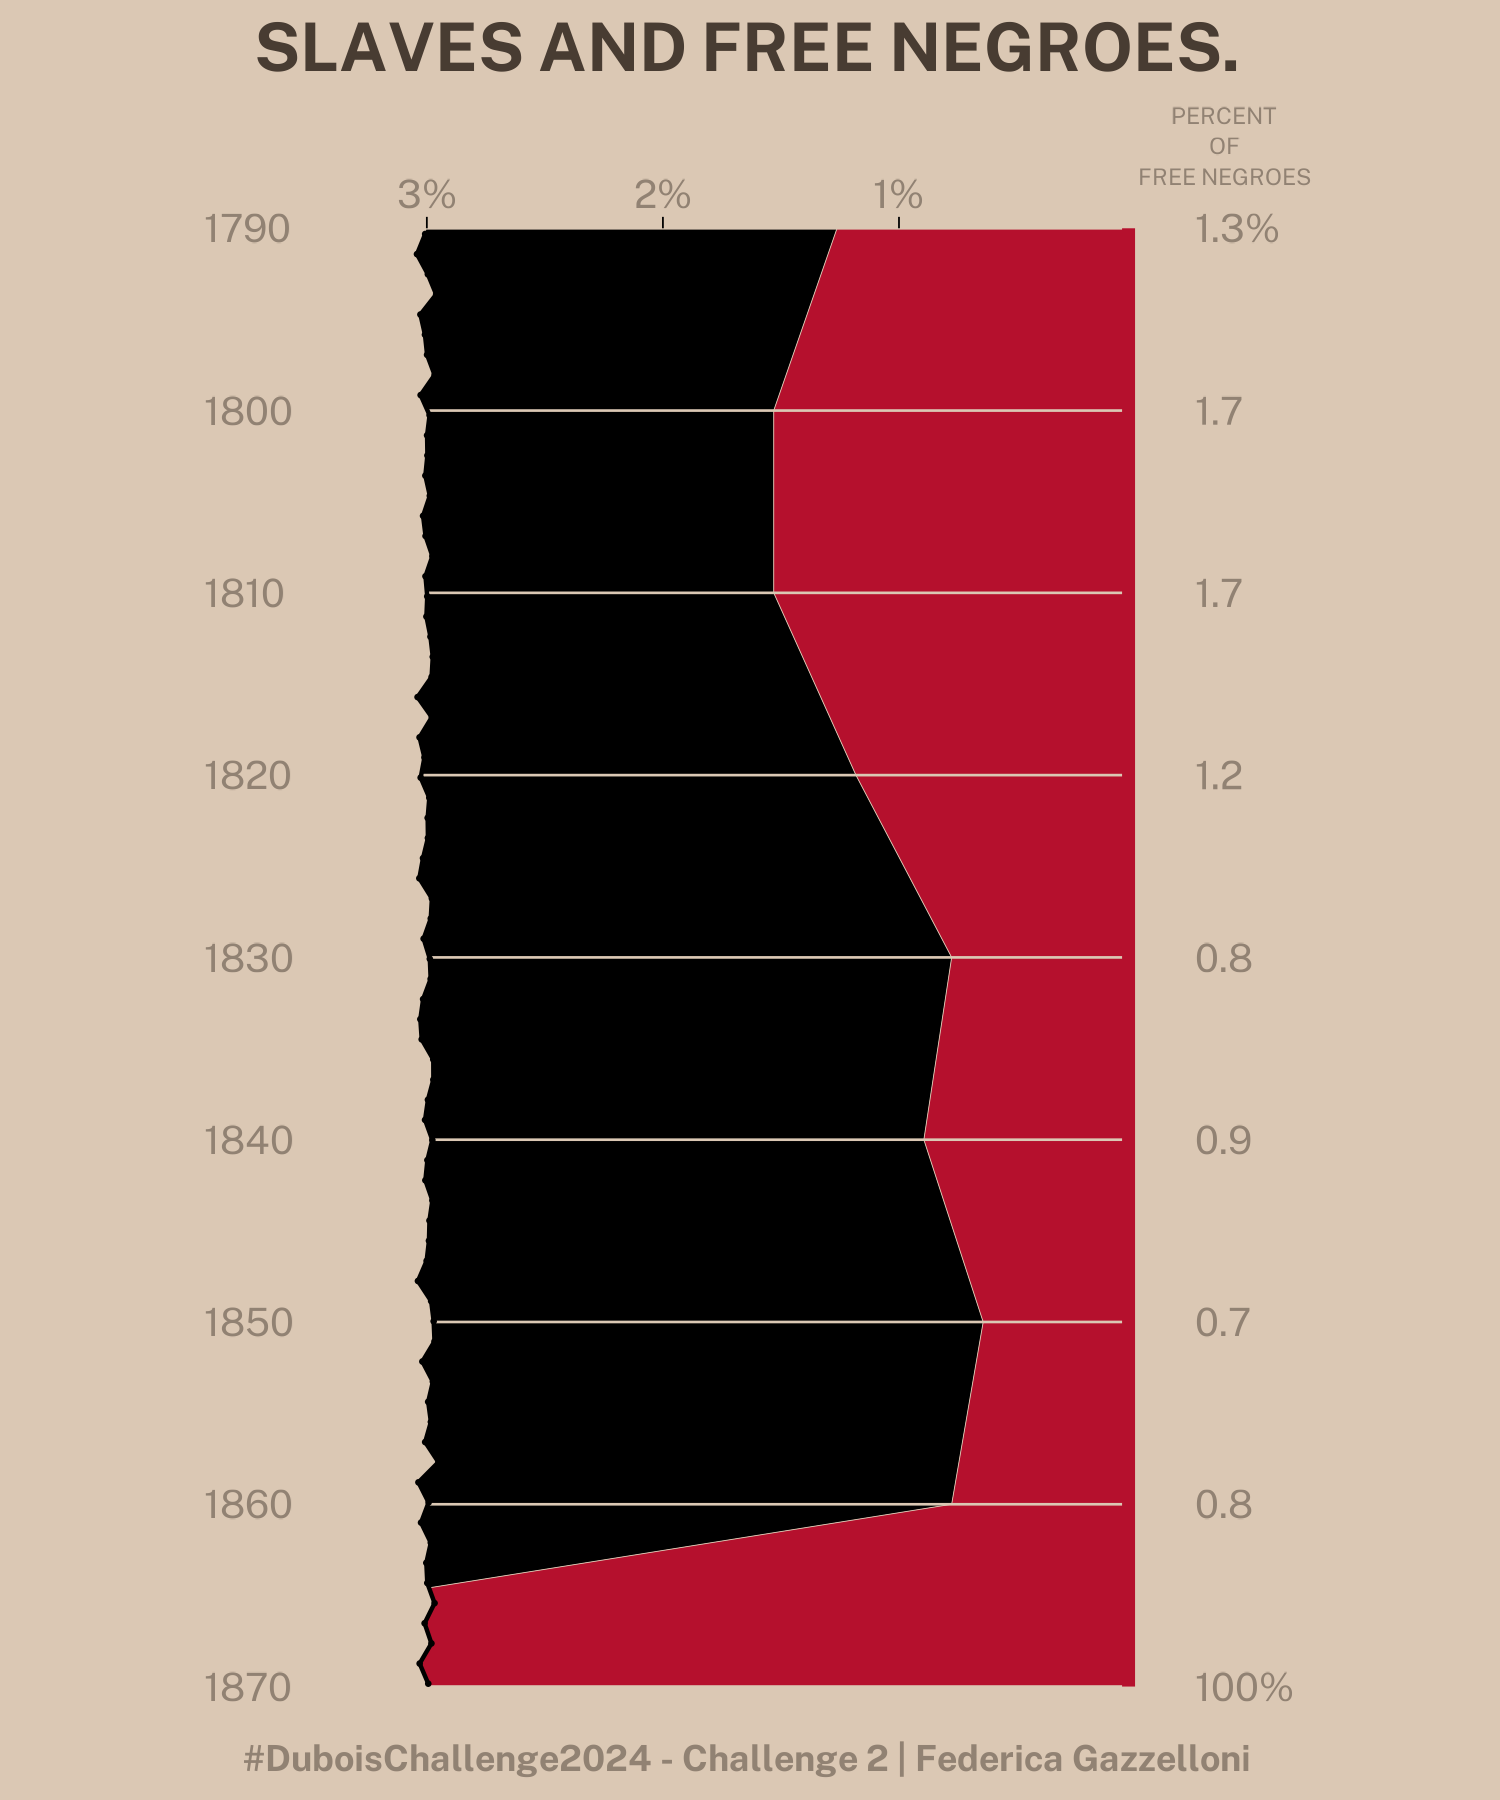 SLAVES AND FREE NEGROES.
PERCENT
OF
FREE NEGROES
3% 2% 1%
1790 1.3%
1800 1.7
1810 1.7
1820 1.2
1830 0.8
1840 0.9
1850 0.7
1860 0.8
1870 100%
#DuboisChallenge2024 - Challenge 2 | Federica Gazzelloni